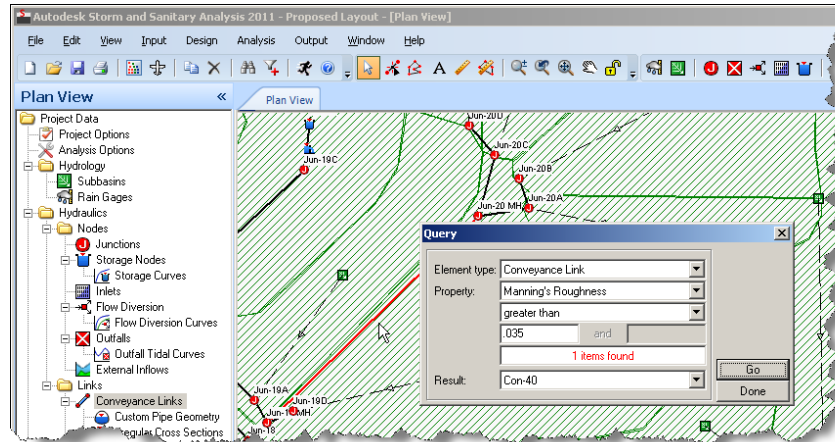 Autodesk Storm and Sanitary Analysis 2011 - Proposed Layout - [Plan View]
File Edit View Input Design Analysis Output Window Help
Plan View «
Plan View
Project Data
Project Options
Analysis Options
Hydrology
Subbasins
Rain Gages
Hydraulics
Nodes
Junctions
Storage Nodes
Storage Curves
Inlets
Flow Diversion
Flow Diversion Curves
Outfalls
Outfall Tidal Curves
External Inflows
Links
Conveyance Links
Custom Pipe Geometry
Irregular Cross Sections
Jun-20D
Jun-20C
Jun-19C
Jun-20B
Jun-20A
Jun-20 MH
Jun-19A
Jun-19D
Jun-18
Query
Element type: Conveyance Link
Property: Manning's Roughness
greater than
.035 and
1 items found
Go
Result: Con-40
Done